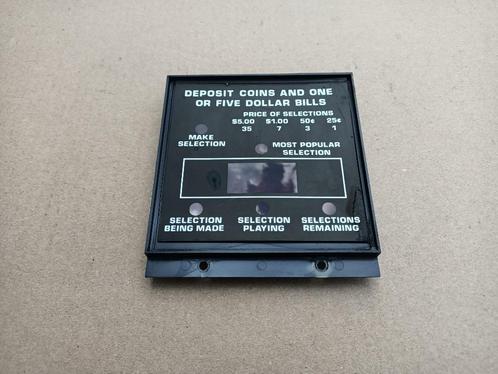 DEPOSIT COINS AND ONE
OR FIVE DOLLAR BILLS
PRICE OF SELECTIONS
$5.00 $1.00 50¢ 25¢
35 7 3 1
MAKE
SELECTION
MOST POPULAR
SELECTION
SELECTION
BEING MADE
SELECTION
PLAYING
SELECTIONS
REMAINING